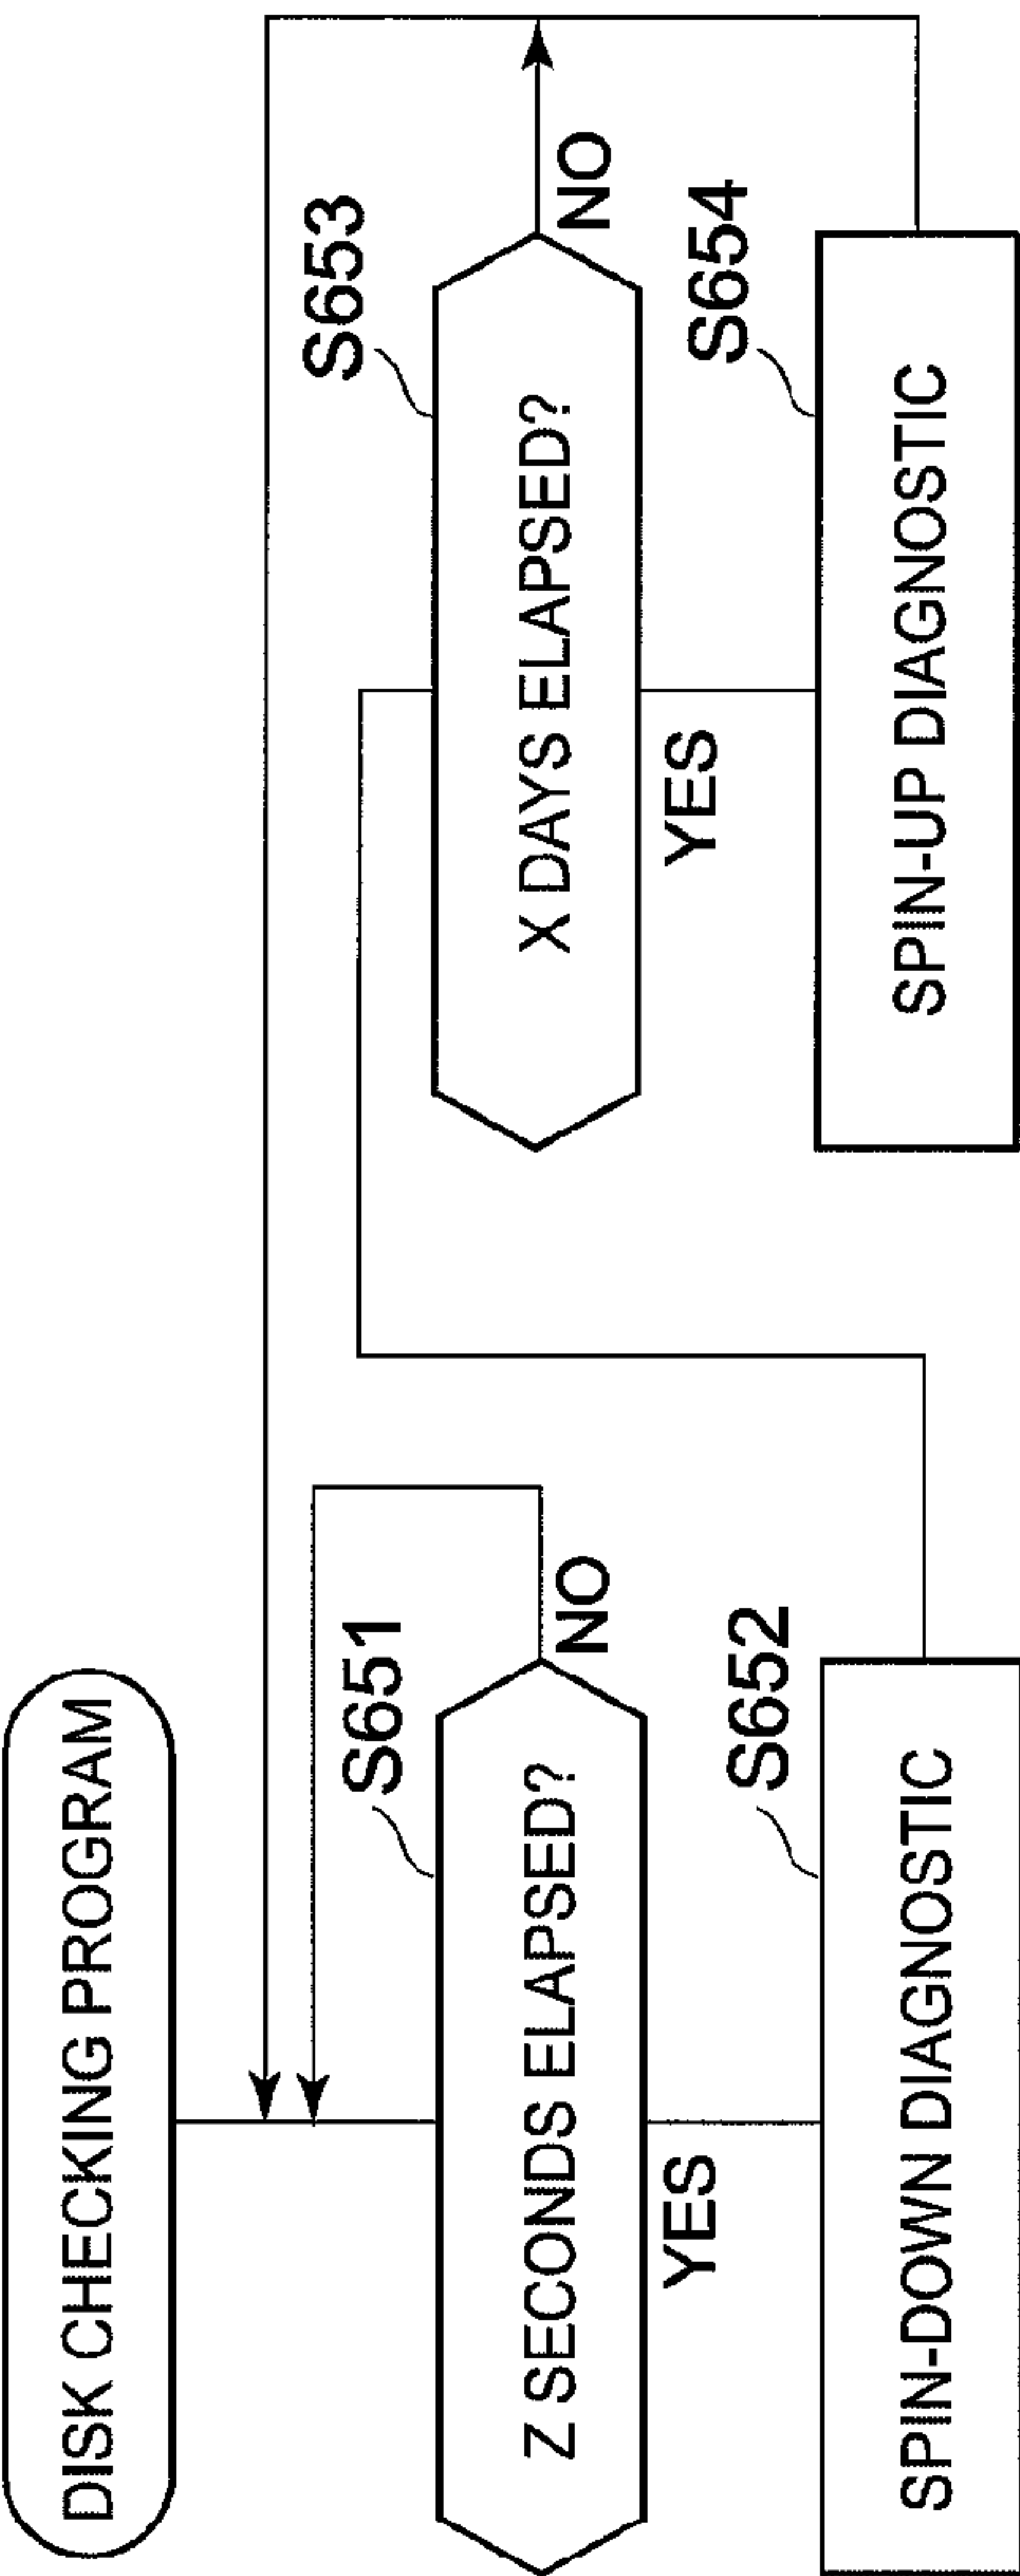 DISK CHECKING PROGRAM
S651
Z SECONDS ELAPSED?
NO
YES
S652
SPIN-DOWN DIAGNOSTIC
S653
X DAYS ELAPSED?
NO
YES
S654
SPIN-UP DIAGNOSTIC